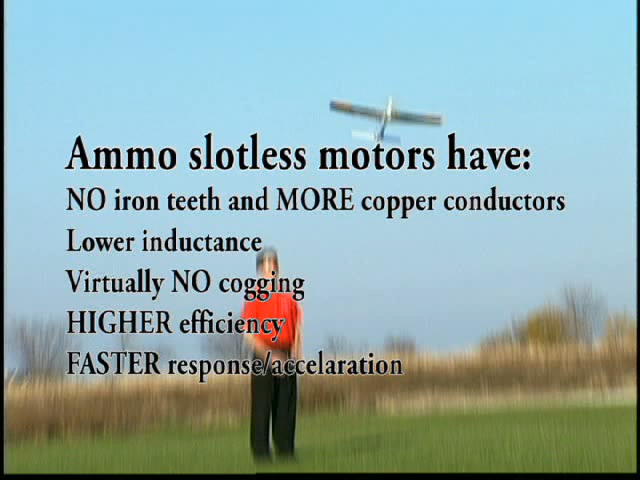 Ammo slotless motors have:
NO iron teeth and MORE copper conductors
Lower inductance
Virtually NO cogging
HIGHER efficiency
FASTER response/accelaration